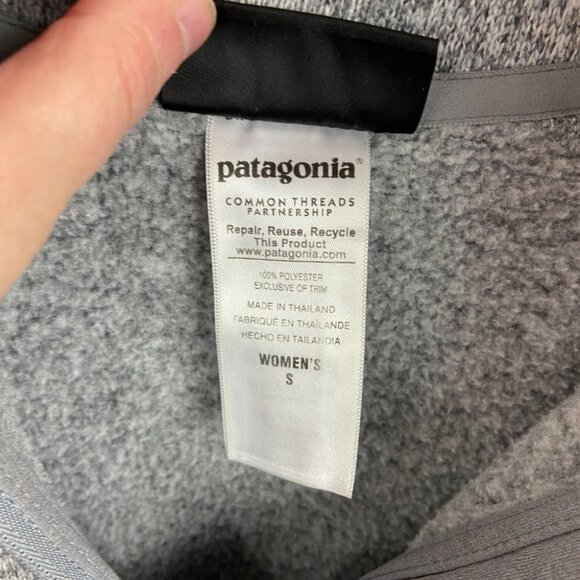 patagonia®
COMMON THREADS
PARTNERSHIP
Repair, Reuse, Recycle
This Product
www.patagonia.com
100% POLYESTER
EXCLUSIVE OF TRIM
MADE IN THAILAND
FABRIQUÉ EN THAÏLANDE
HECHO EN TAILANDIA
WOMEN'S
S